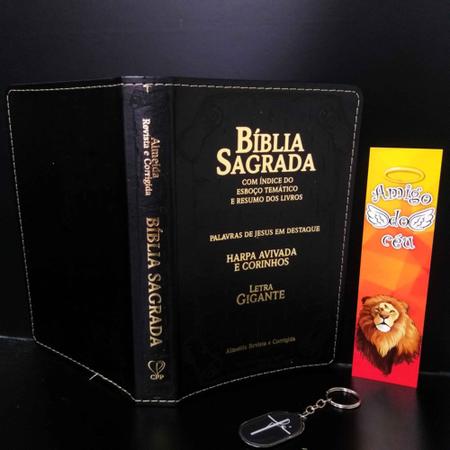 Almeida
Revista e Corrigida
BÍBLIA SAGRADA
CPP
BÍBLIA
SAGRADA
COM ÍNDICE DO
ESBOÇO TEMÁTICO
E RESUMO DOS LIVROS
PALAVRAS DE JESUS EM DESTAQUE
HARPA AVIVADA
E CORINHOS
LETRA
GIGANTE
Almeida Revista e Corrigida
Amigo
do
céu